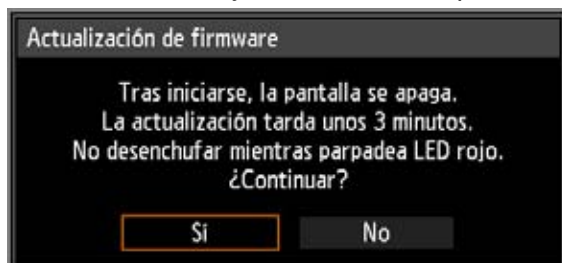 Actualización de firmware
Tras iniciarse, la pantalla se apaga.
La actualización tarda unos 3 minutos.
No desenchufar mientras parpadea LED rojo.
¿Continuar?
Sí
No